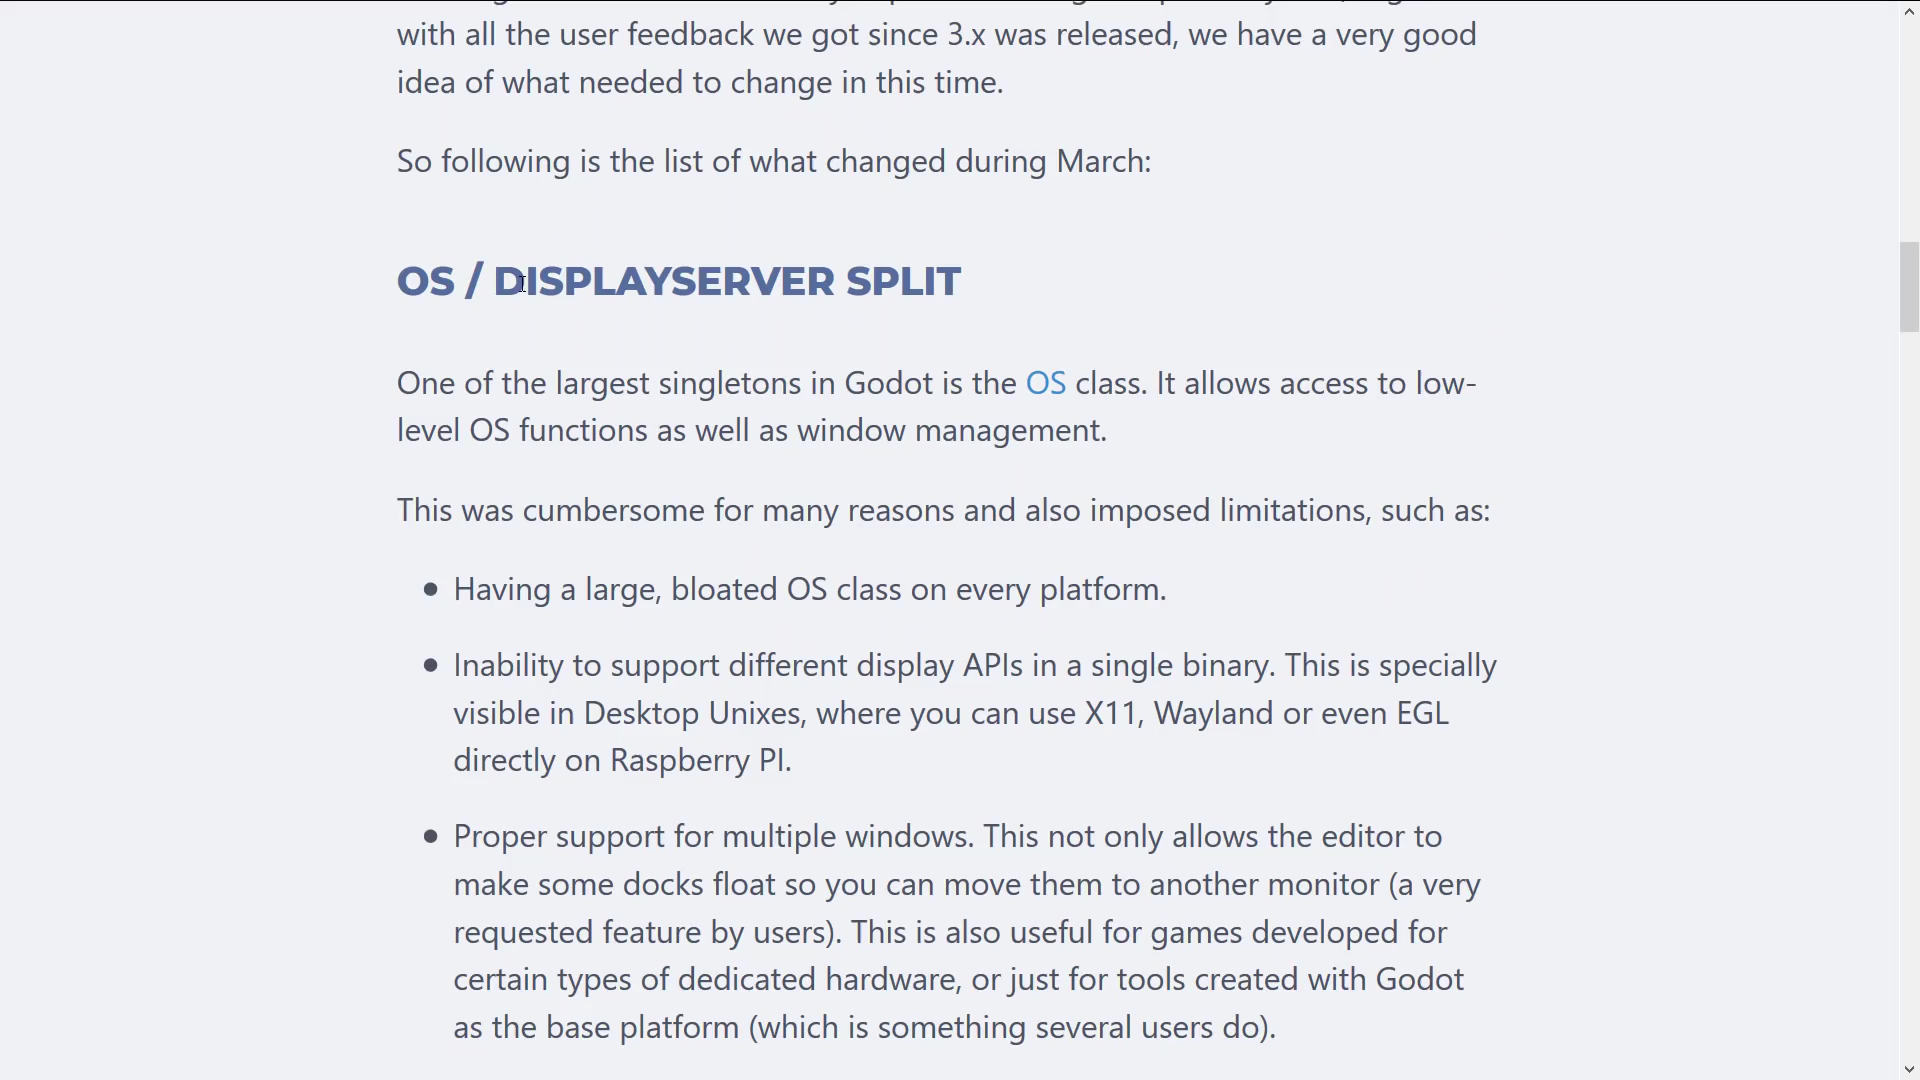 with all the user feedback we got since 3.x was released, we have a very good
idea of what needed to change in this time.
So following is the list of what changed during March:
OS / DISPLAYSERVER SPLIT
One of the largest singletons in Godot is the OS class. It allows access to low-
level OS functions as well as window management.
This was cumbersome for many reasons and also imposed limitations, such as:
Having a large, bloated OS class on every platform.
Inability to support different display APIs in a single binary. This is specially
visible in Desktop Unixes, where you can use X11, Wayland or even EGL
directly on Raspberry PI.
Proper support for multiple windows. This not only allows the editor to
make some docks float so you can move them to another monitor (a very
requested feature by users). This is also useful for games developed for
certain types of dedicated hardware, or just for tools created with Godot
as the base platform (which is something several users do).